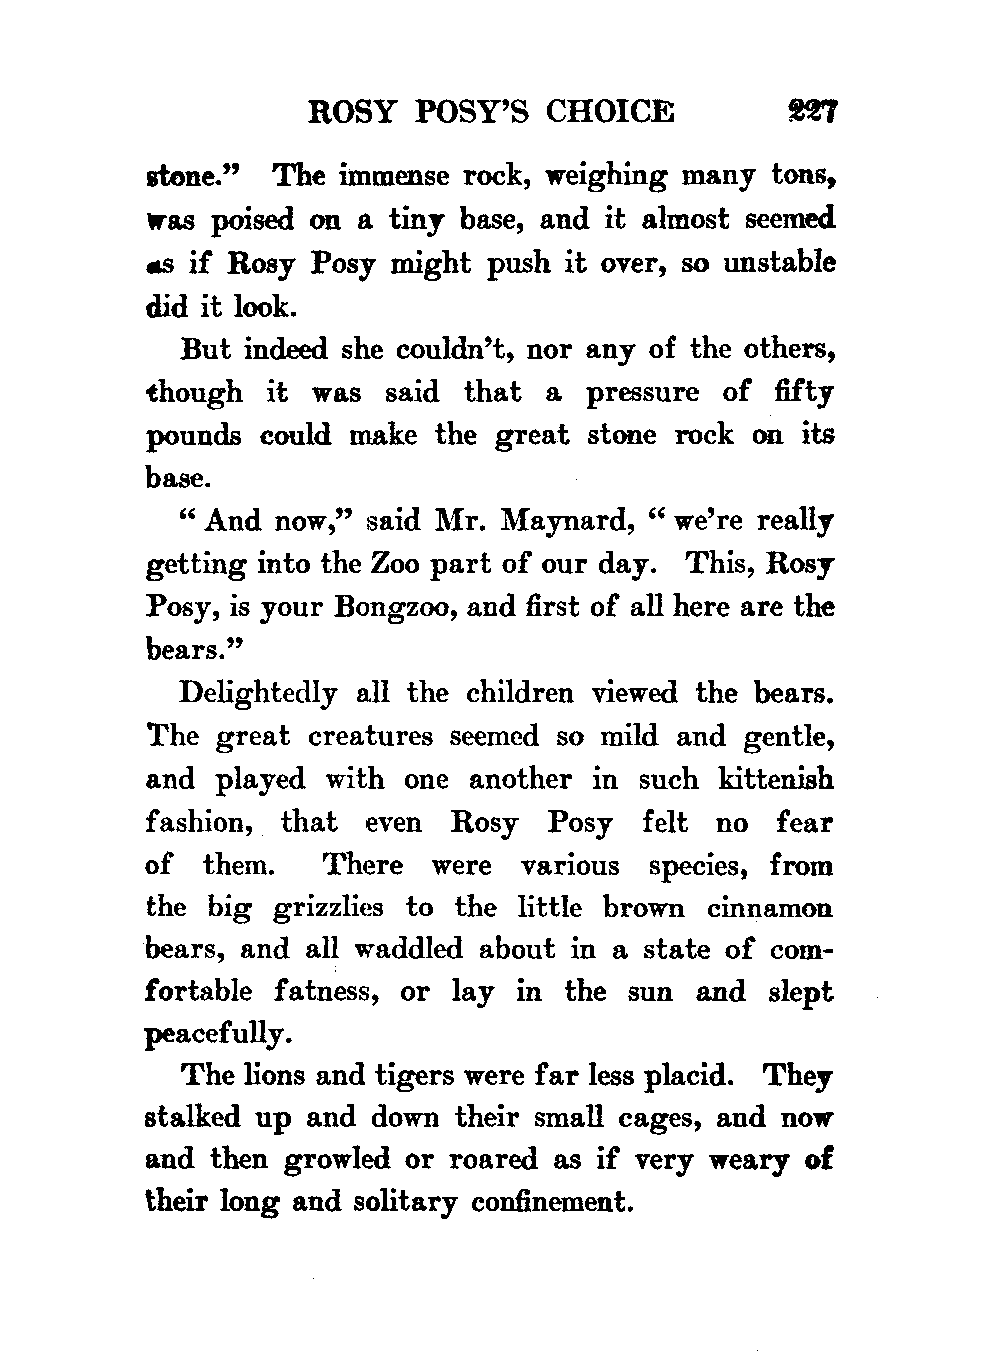 ROSY POSY'S CHOICE 227
stone." The immense rock, weighing many tons,
was poised on a tiny base, and it almost seemed
as if Rosy Posy might push it over, so unstable
did it look.
But indeed she couldn't, nor any of the others,
though it was said that a pressure of fifty
pounds could make the great stone rock on its
base.
"And now," said Mr. Maynard, "we're really
getting into the Zoo part of our day. This, Rosy
Posy, is your Bongzoo, and first of all here are the
bears."
Delightedly all the children viewed the bears.
The great creatures seemed so mild and gentle,
and played with one another in such kittenish
fashion, that even Rosy Posy felt no fear
of them. There were various species, from
the big grizzlies to the little brown cinnamon
bears, and all waddled about in a state of com-
fortable fatness, or lay in the sun and slept
peacefully.
The lions and tigers were far less placid. They
stalked up and down their small cages, and now
and then growled or roared as if very weary of
their long and solitary confinement.